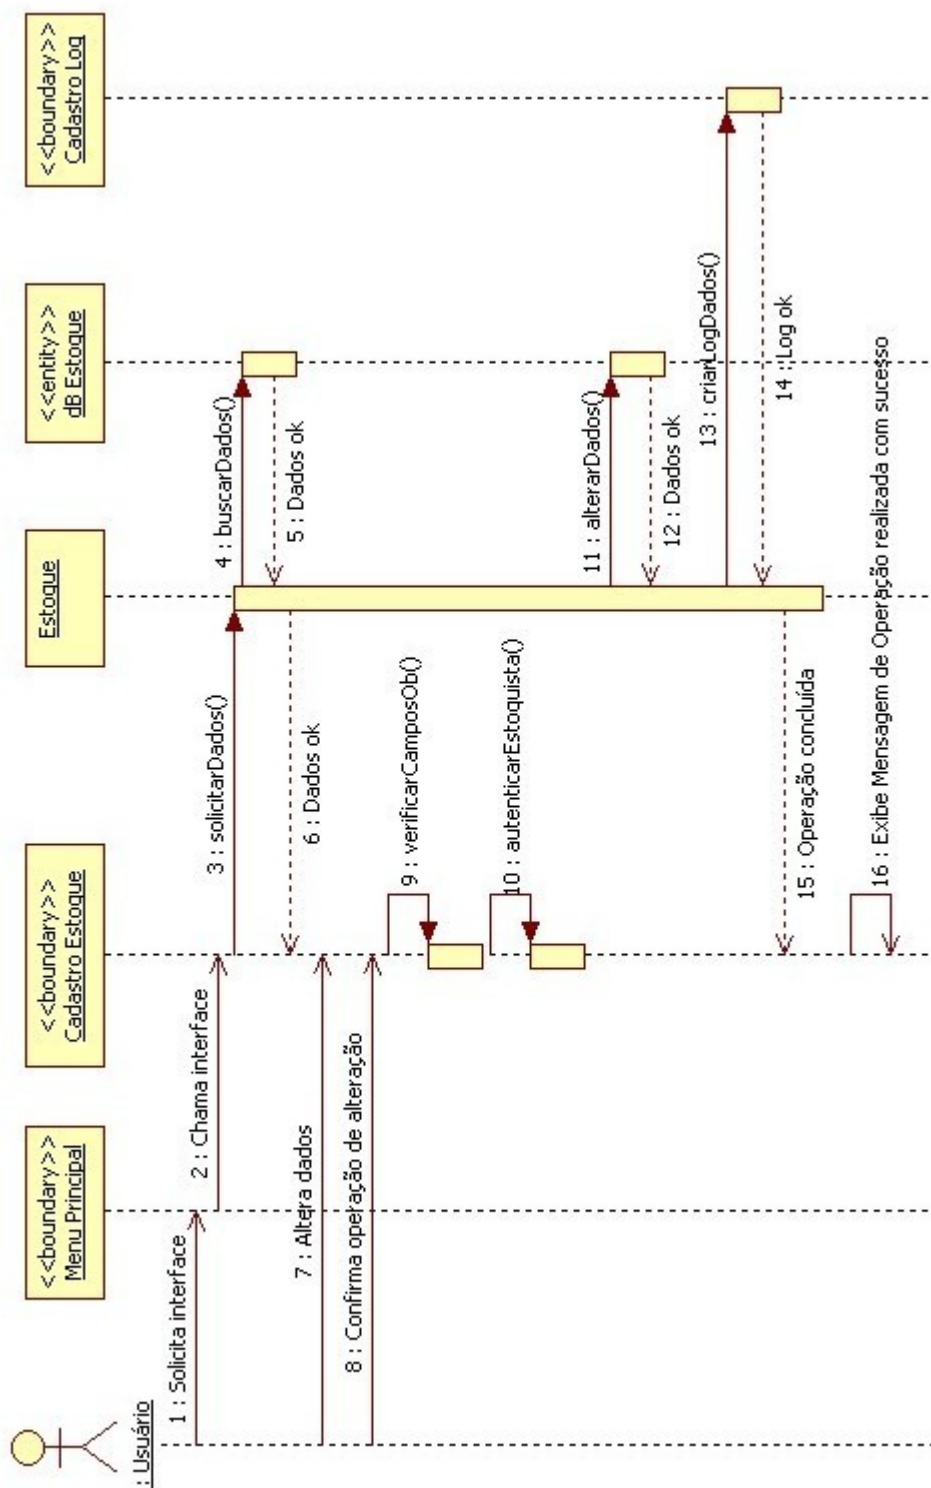 : Usuário
<<boundary>>
Menu Principal
<<boundary>>
Cadastro Estoque
Estoque
<<entity>>
dB Estoque
<<boundary>>
Cadastro Log
1 : Solicita interface
2 : Chama interface
3 : solicitarDados()
4 : buscarDados()
5 : Dados ok
6 : Dados ok
7 : Altera dados
8 : Confirma operação de alteração
9 : verificarCamposOb()
10 : autenticarEstoquista()
11 : alterarDados()
12 : Dados ok
13 : criarLogDados()
14 : Log ok
15 : Operação concluída
16 : Exibe Mensagem de Operação realizada com sucesso